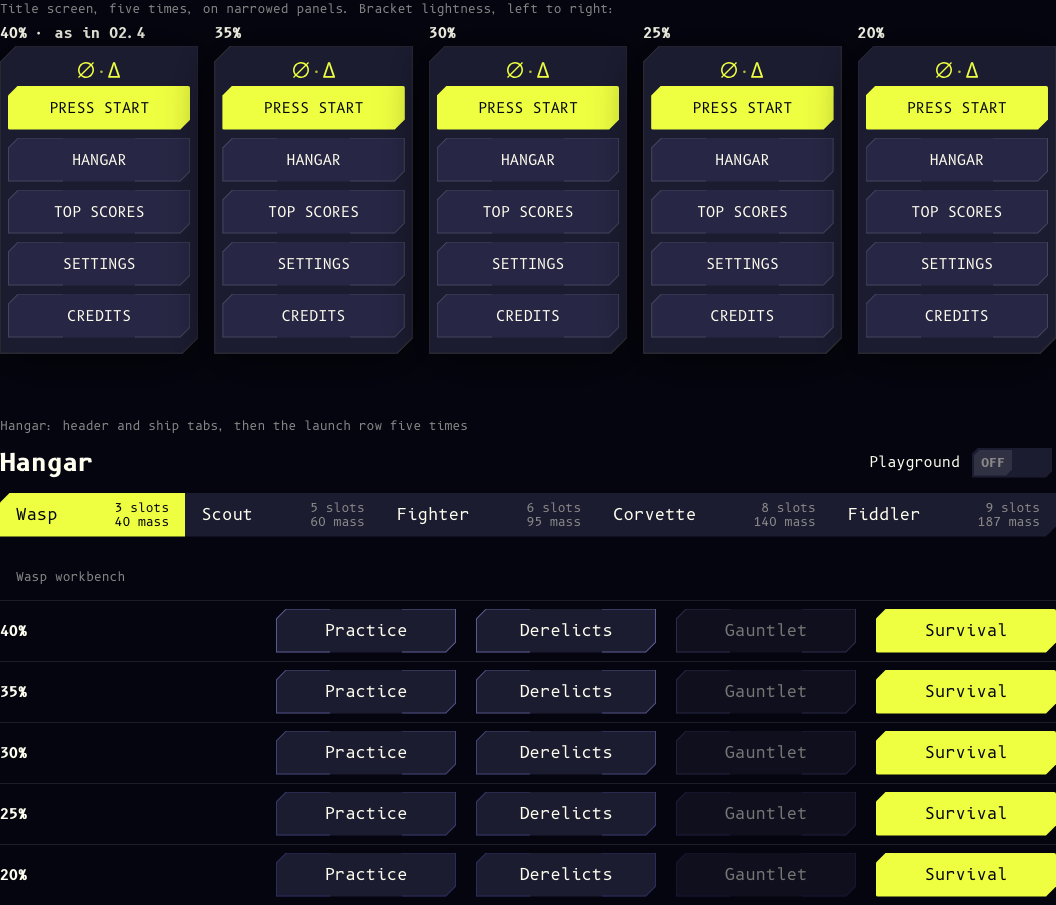 Title screen, five times, on narrowed panels. Bracket lightness, left to right:
40% · as in O2.4 35% 30% 25% 20%
∅·Δ ∅·Δ ∅·Δ ∅·Δ ∅·Δ
PRESS START PRESS START PRESS START PRESS START PRESS START
HANGAR HANGAR HANGAR HANGAR HANGAR
TOP SCORES TOP SCORES TOP SCORES TOP SCORES TOP SCORES
SETTINGS SETTINGS SETTINGS SETTINGS SETTINGS
CREDITS CREDITS CREDITS CREDITS CREDITS
Hangar: header and ship tabs, then the launch row five times
Hangar Playground OFF
Wasp 3 slots 40 mass Scout 5 slots 60 mass Fighter 6 slots 95 mass Corvette 8 slots 140 mass Fiddler 9 slots 187 mass
Wasp workbench
40% Practice Derelicts Gauntlet Survival
35% Practice Derelicts Gauntlet Survival
30% Practice Derelicts Gauntlet Survival
25% Practice Derelicts Gauntlet Survival
20% Practice Derelicts Gauntlet Survival